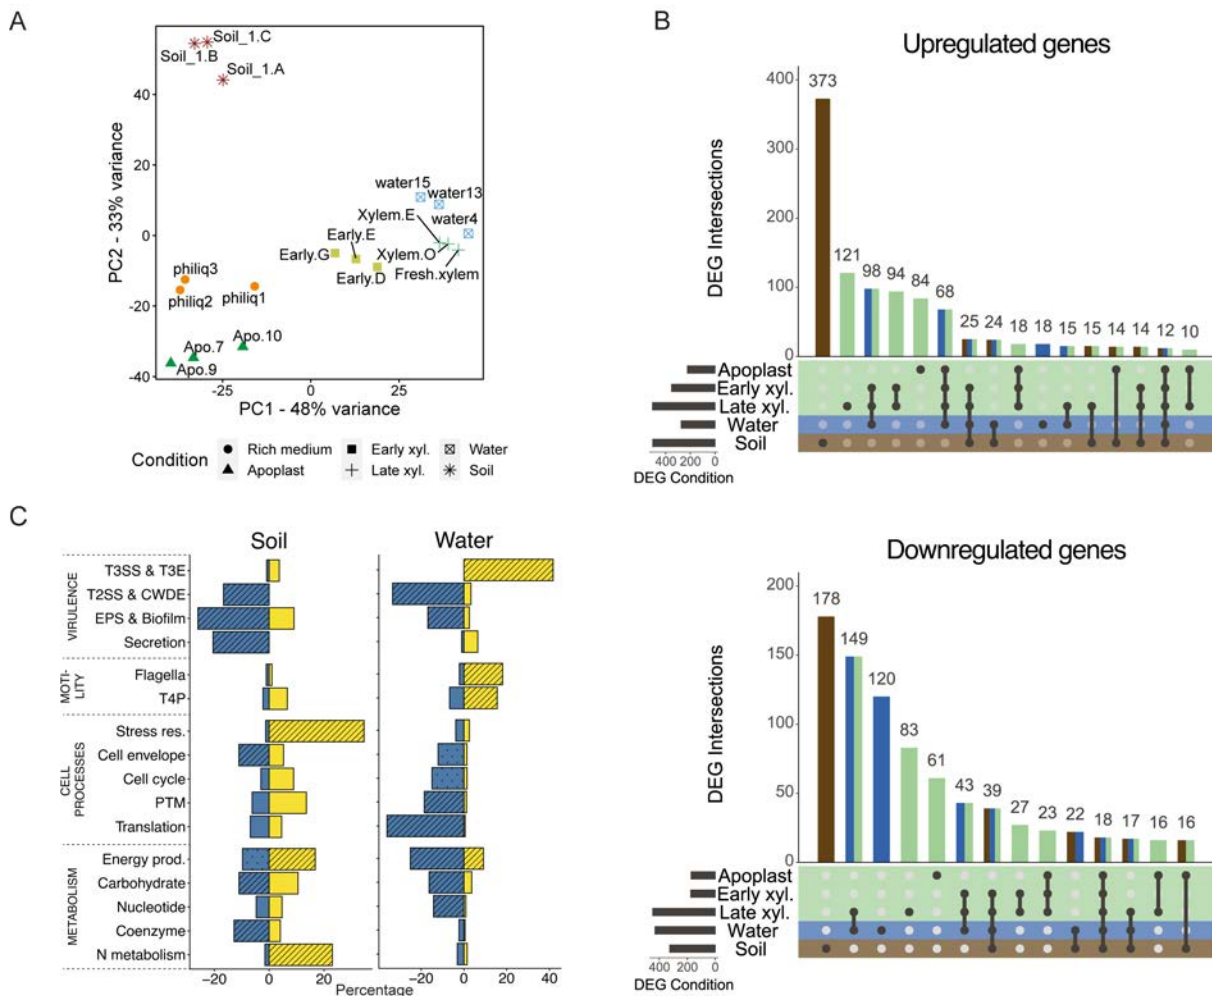 A
Soil_1.C
Soil_1.B
Soil_1.A
40
20
0
-20
-40
PC2 - 33% variance
water15
water13
Xylem.E
water4
Early.E
Early.G
Xylem.O
Early.D
Fresh.xylem
philiq3
philiq2
philiq1
Apo.10
Apo.7
Apo.9
-25 0 25
PC1 - 48% variance
Condition
Rich medium
Early xyl.
Water
Apoplast
Late xyl.
Soil
B
Upregulated genes
DEG Intersections
400
300
200
100
0
373
121
98
94
84
68
25
24
18
18
15
15
14
14
12
10
Apoplast
Early xyl.
Late xyl.
Water
Soil
400 200 0
DEG Condition
Downregulated genes
DEG Intersections
200
150
100
50
0
178
149
120
83
61
43
39
27
23
22
18
17
16
16
Apoplast
Early xyl.
Late xyl.
Water
Soil
400 200 0
DEG Condition
C
Soil
Water
VIRULENCE
T3SS & T3E
T2SS & CWDE
EPS & Biofilm
Secretion
MOTI-
LITY
Flagella
T4P
CELL
PROCESSES
Stress res.
Cell envelope
Cell cycle
PTM
Translation
METABOLISM
Energy prod.
Carbohydrate
Nucleotide
Coenzyme
N metabolism
−20 0 20
−20 0 20 40
Percentage